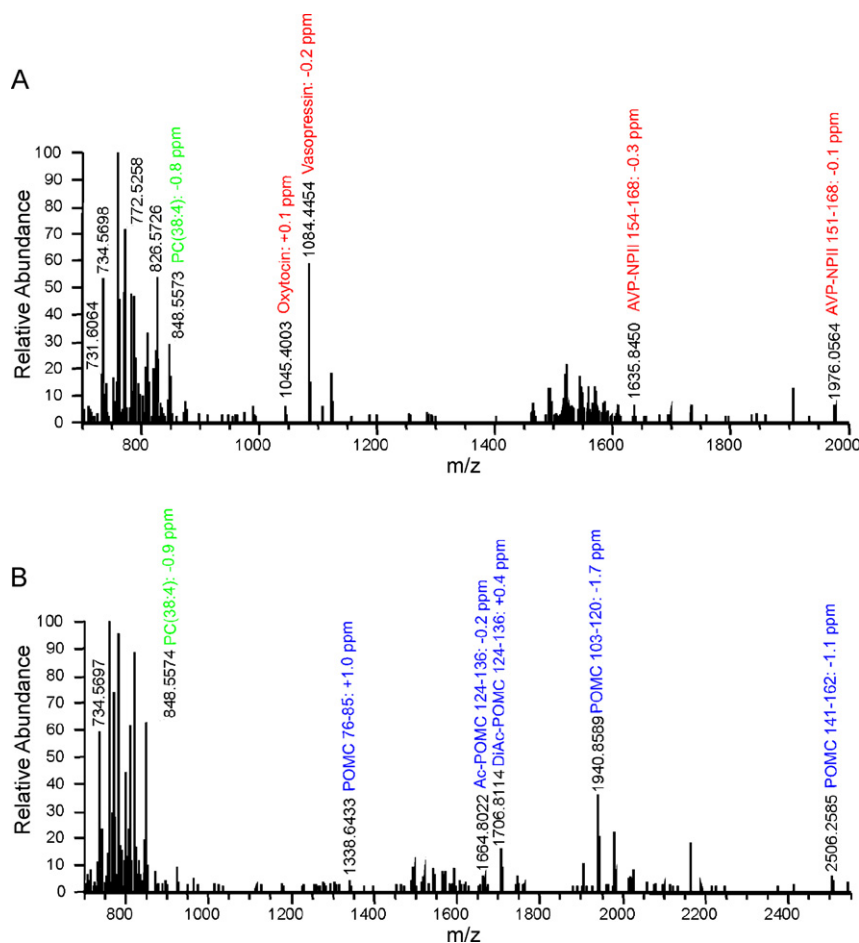 A
Relative Abundance
100
90
80
70
60
50
40
30
20
10
0
731.6064
734.5698
772.5258
826.5726
848.5573 PC(38:4): -0.8 ppm
1045.4003 Oxytocin: +0.1 ppm
1084.4454 Vasopressin: -0.2 ppm
1635.8450 AVP-NPII 154-168: -0.3 ppm
1976.0564 AVP-NPII 151-168: -0.1 ppm
800 1000 1200 1400 1600 1800 2000
m/z
B
Relative Abundance
100
90
80
70
60
50
40
30
20
10
0
734.5697
848.5574 PC(38:4): -0.9 ppm
1338.6433 POMC 76-85: +1.0 ppm
1664.8022 Ac-POMC 124-136: -0.2 ppm
1706.8114 DiAc-POMC 124-136: +0.4 ppm
1940.8589 POMC 103-120: -1.7 ppm
2506.2585 POMC 141-162: -1.1 ppm
800 1000 1200 1400 1600 1800 2000 2200 2400
m/z